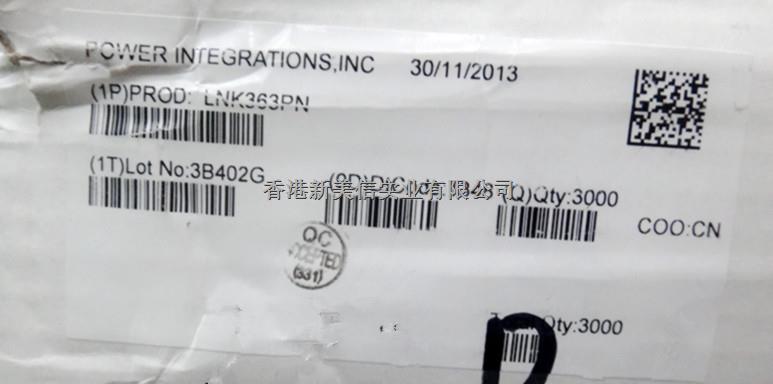 POWER INTEGRATIONS,INC 30/11/2013
(1P)PROD: LNK363PN
(1T)Lot No:3B402G
(Q)Qty:3000
香港新美信实业有限公司
COO:CN
QC
ACCEPTED
(331)
Qty:3000